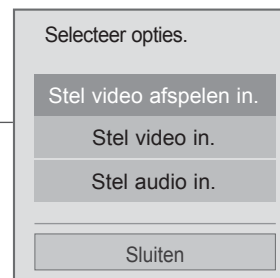 Selecteer opties.
Stel video afspelen in.
Stel video in.
Stel audio in.
Sluiten